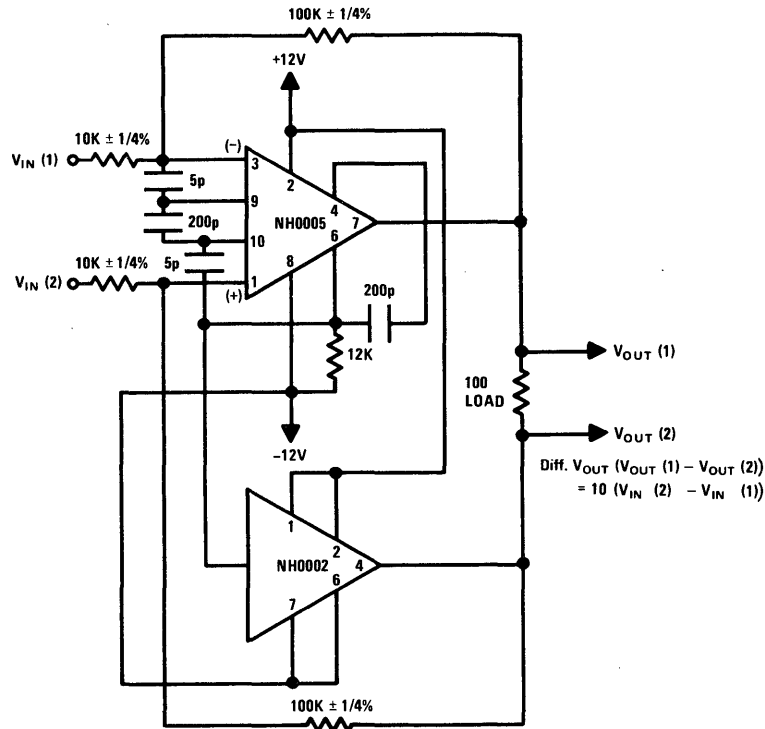 100K ± 1/4%
+12V
10K ± 1/4%
(−)
V_IN (1)
3
5p
2
9
4
200p
NH0005
7
10
6
5p
8
10K ± 1/4%
1
V_IN (2)
(+)
200p
12K
V_OUT (1)
100
LOAD
−12V
V_OUT (2)
Diff. V_OUT (V_OUT (1) − V_OUT (2))
= 10 (V_IN (2) − V_IN (1))
1
2
NH0002
4
6
7
100K ± 1/4%